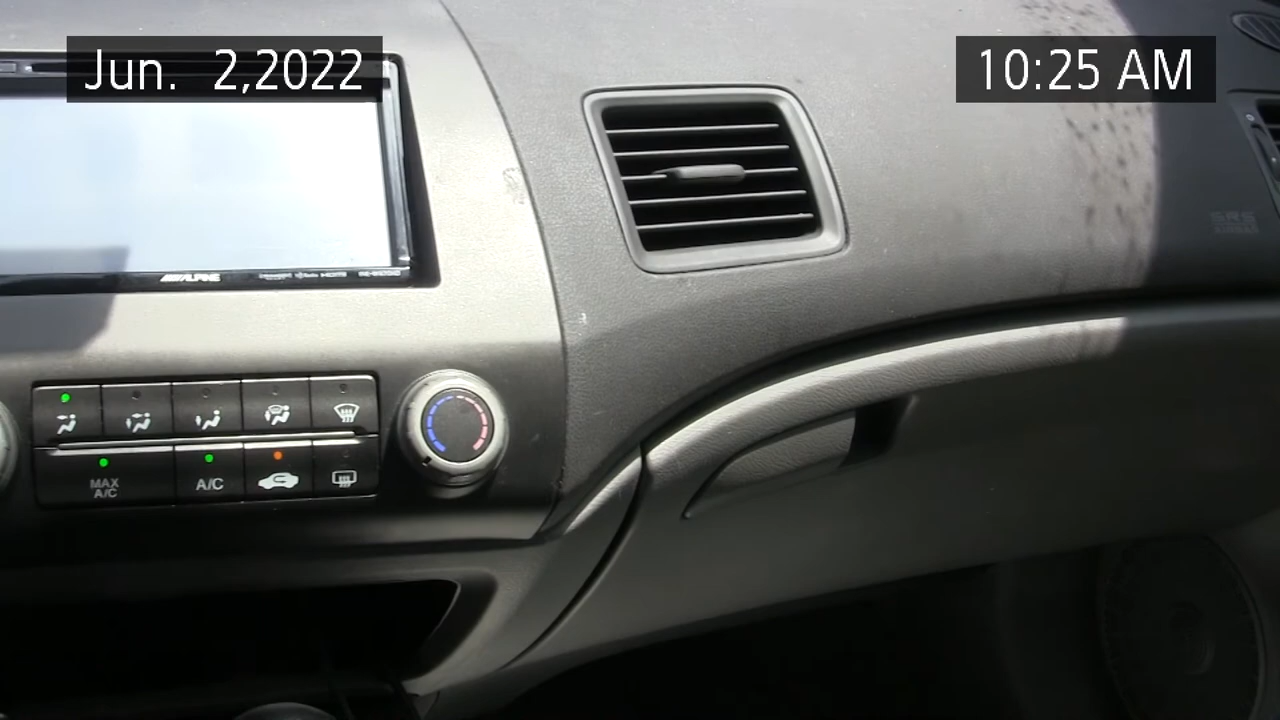 Jun. 2,2022
10:25 AM
ALPINE
SRS
AIRBAG
MAX
A/C
A/C